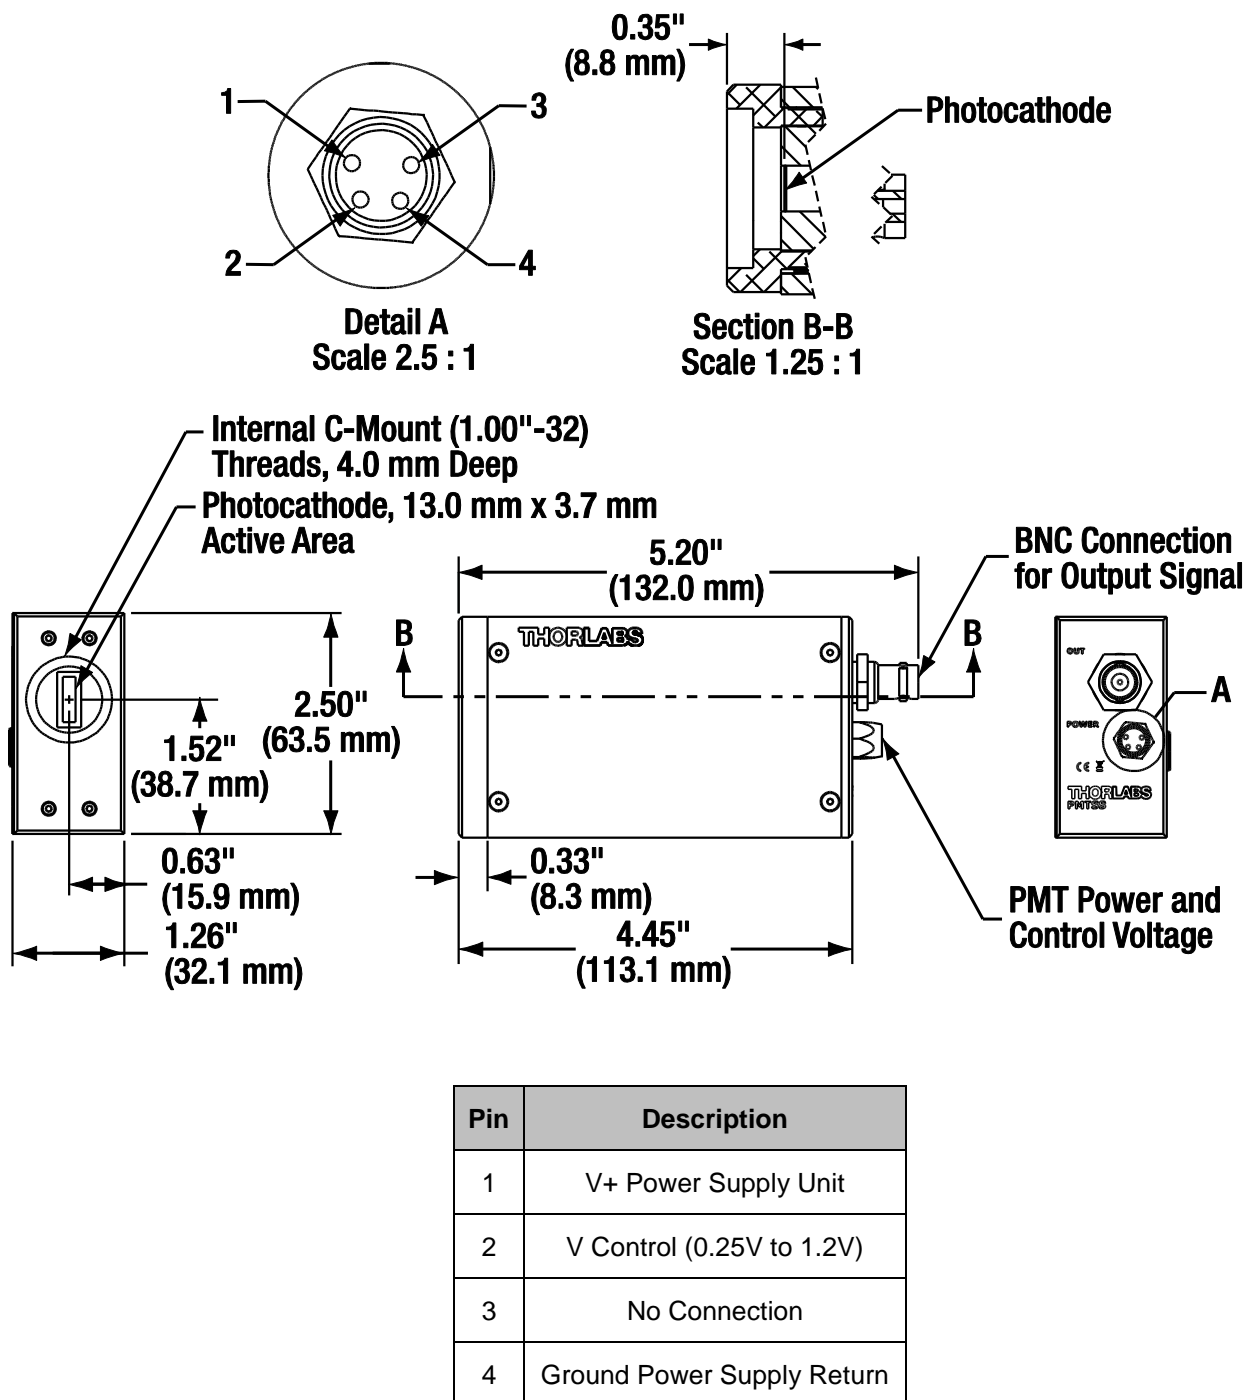 0.35"
(8.8 mm)
Photocathode
1
3
2
4
Detail A
Scale 2.5 : 1
Section B-B
Scale 1.25 : 1
Internal C-Mount (1.00"-32)
Threads, 4.0 mm Deep
Photocathode, 13.0 mm x 3.7 mm
Active Area
5.20"
(132.0 mm)
BNC Connection
for Output Signal
B
B
THORLABS
OUT
POWER
CE
THORLABS
PMTSS
A
2.50"
(63.5 mm)
1.52"
(38.7 mm)
0.63"
(15.9 mm)
1.26"
(32.1 mm)
0.33"
(8.3 mm)
4.45"
(113.1 mm)
PMT Power and
Control Voltage
Pin Description
1 V+ Power Supply Unit
2 V Control (0.25V to 1.2V)
3 No Connection
4 Ground Power Supply Return